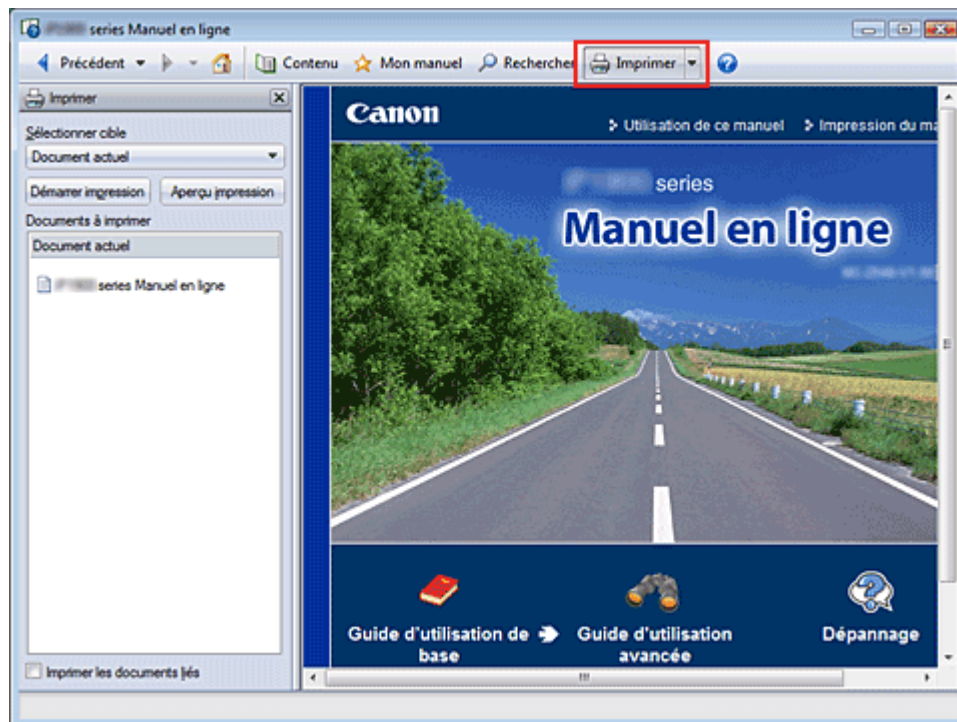 series Manuel en ligne
Précédent Contenu Mon manuel Rechercher Imprimer
Imprimer
Sélectionner cible
Document actuel
Démarrer impression Aperçu impression
Documents à imprimer
Document actuel
series Manuel en ligne
Imprimer les documents liés
Canon
Utilisation de ce manuel Impression du ma
series
Manuel en ligne
Guide d'utilisation de base
Guide d'utilisation avancée
Dépannage